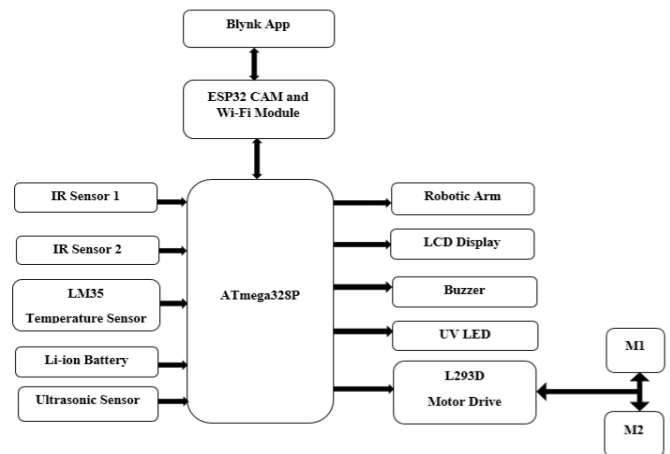 Blynk App
ESP32 CAM and
Wi-Fi Module
IR Sensor 1
IR Sensor 2
LM35
Temperature Sensor
Li-ion Battery
Ultrasonic Sensor
ATmega328P
Robotic Arm
LCD Display
Buzzer
UV LED
L293D
Motor Drive
M1
M2